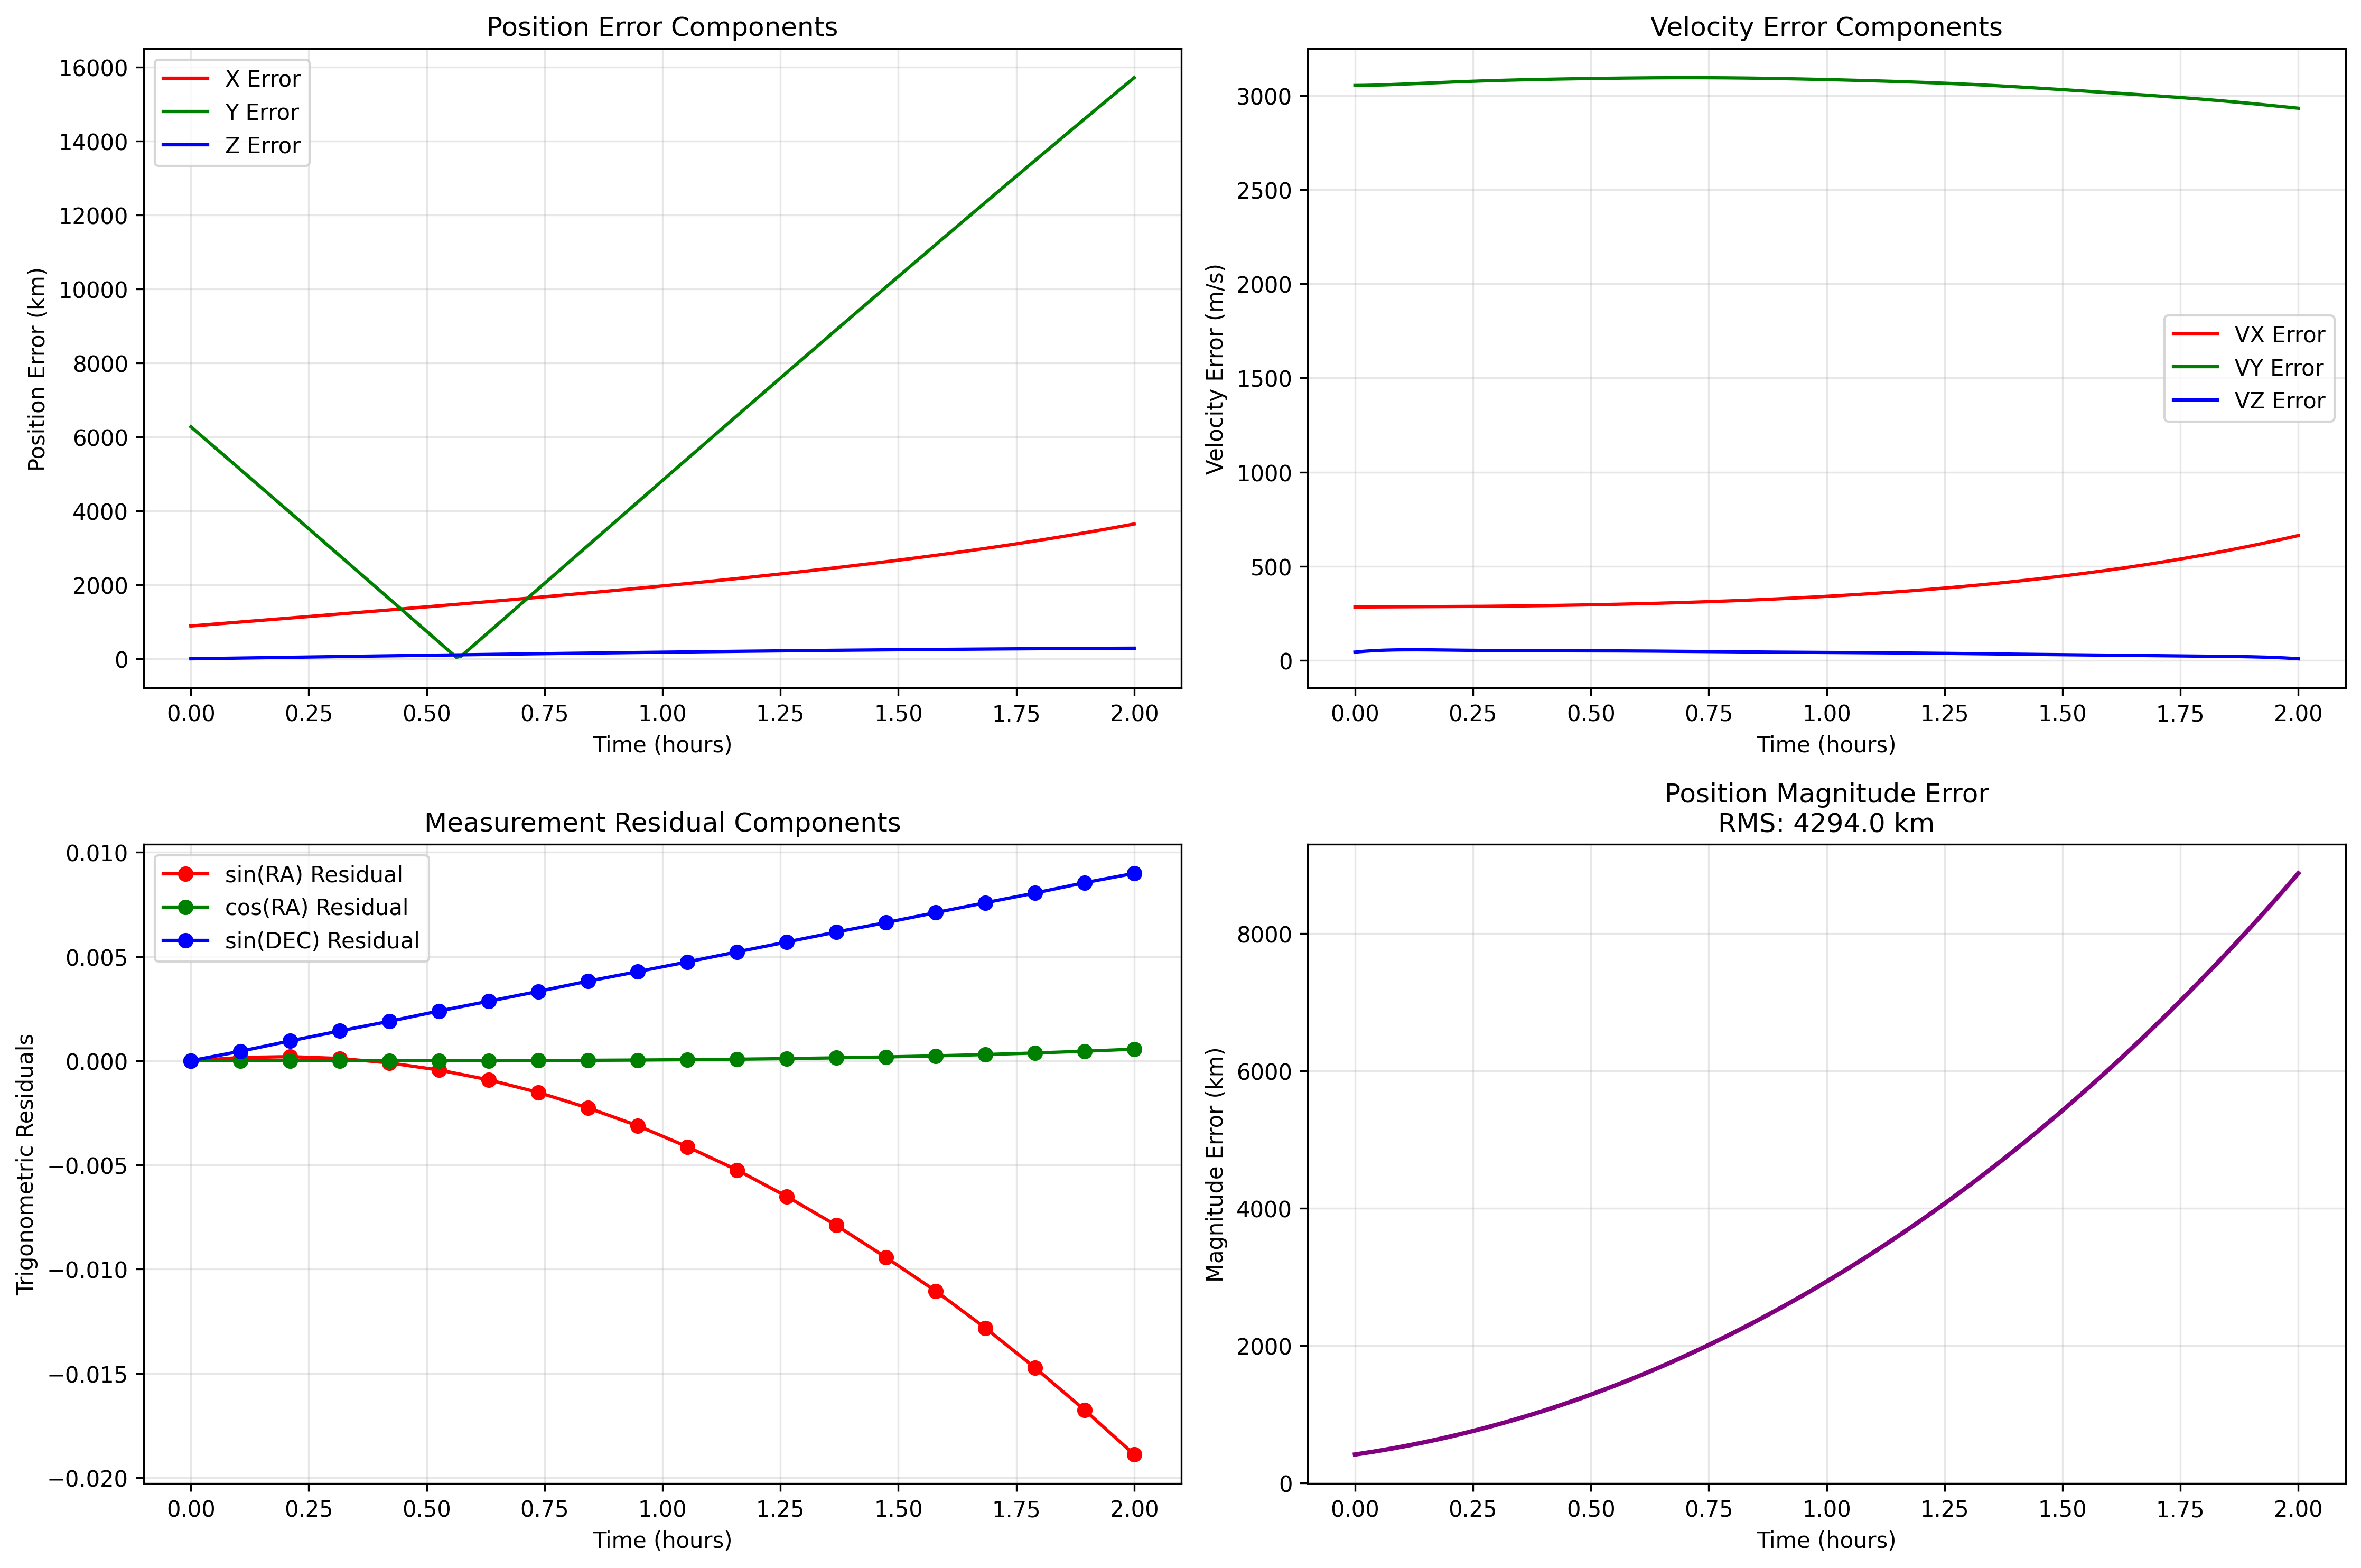 Position Error Components
16000
14000
12000
10000
8000
6000
4000
2000
0
Position Error (km)
X Error
Y Error
Z Error
0.00 0.25 0.50 0.75 1.00 1.25 1.50 1.75 2.00
Time (hours)
Velocity Error Components
3000
2500
2000
1500
1000
500
0
Velocity Error (m/s)
VX Error
VY Error
VZ Error
0.00 0.25 0.50 0.75 1.00 1.25 1.50 1.75 2.00
Time (hours)
Measurement Residual Components
0.010
0.005
0.000
−0.005
−0.010
−0.015
−0.020
Trigonometric Residuals
sin(RA) Residual
cos(RA) Residual
sin(DEC) Residual
0.00 0.25 0.50 0.75 1.00 1.25 1.50 1.75 2.00
Time (hours)
Position Magnitude Error
RMS: 4294.0 km
8000
6000
4000
2000
0
Magnitude Error (km)
0.00 0.25 0.50 0.75 1.00 1.25 1.50 1.75 2.00
Time (hours)